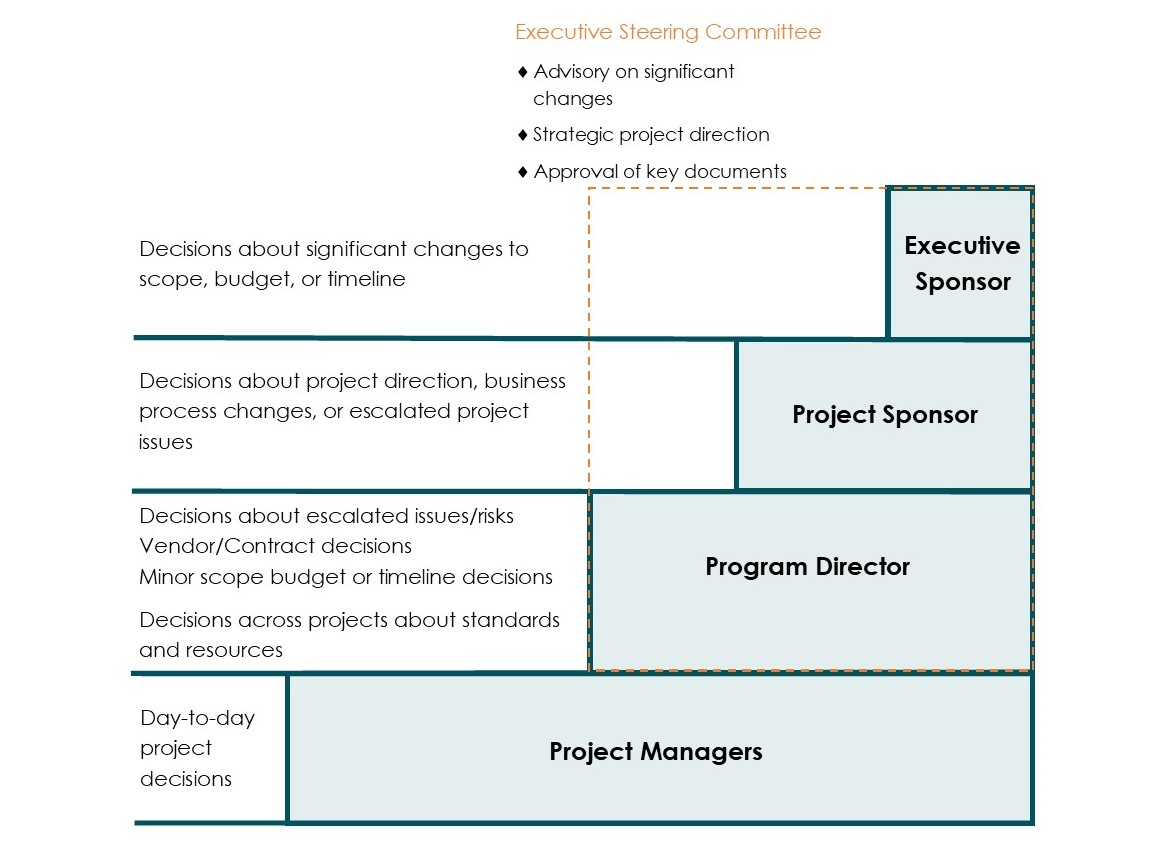 Executive Steering Committee
♦ Advisory on significant
changes
♦ Strategic project direction
♦ Approval of key documents
Decisions about significant changes to
scope, budget, or timeline
Executive
Sponsor
Decisions about project direction, business
process changes, or escalated project
issues
Project Sponsor
Decisions about escalated issues/risks
Vendor/Contract decisions
Minor scope budget or timeline decisions
Decisions across projects about standards
and resources
Program Director
Day-to-day
project
decisions
Project Managers